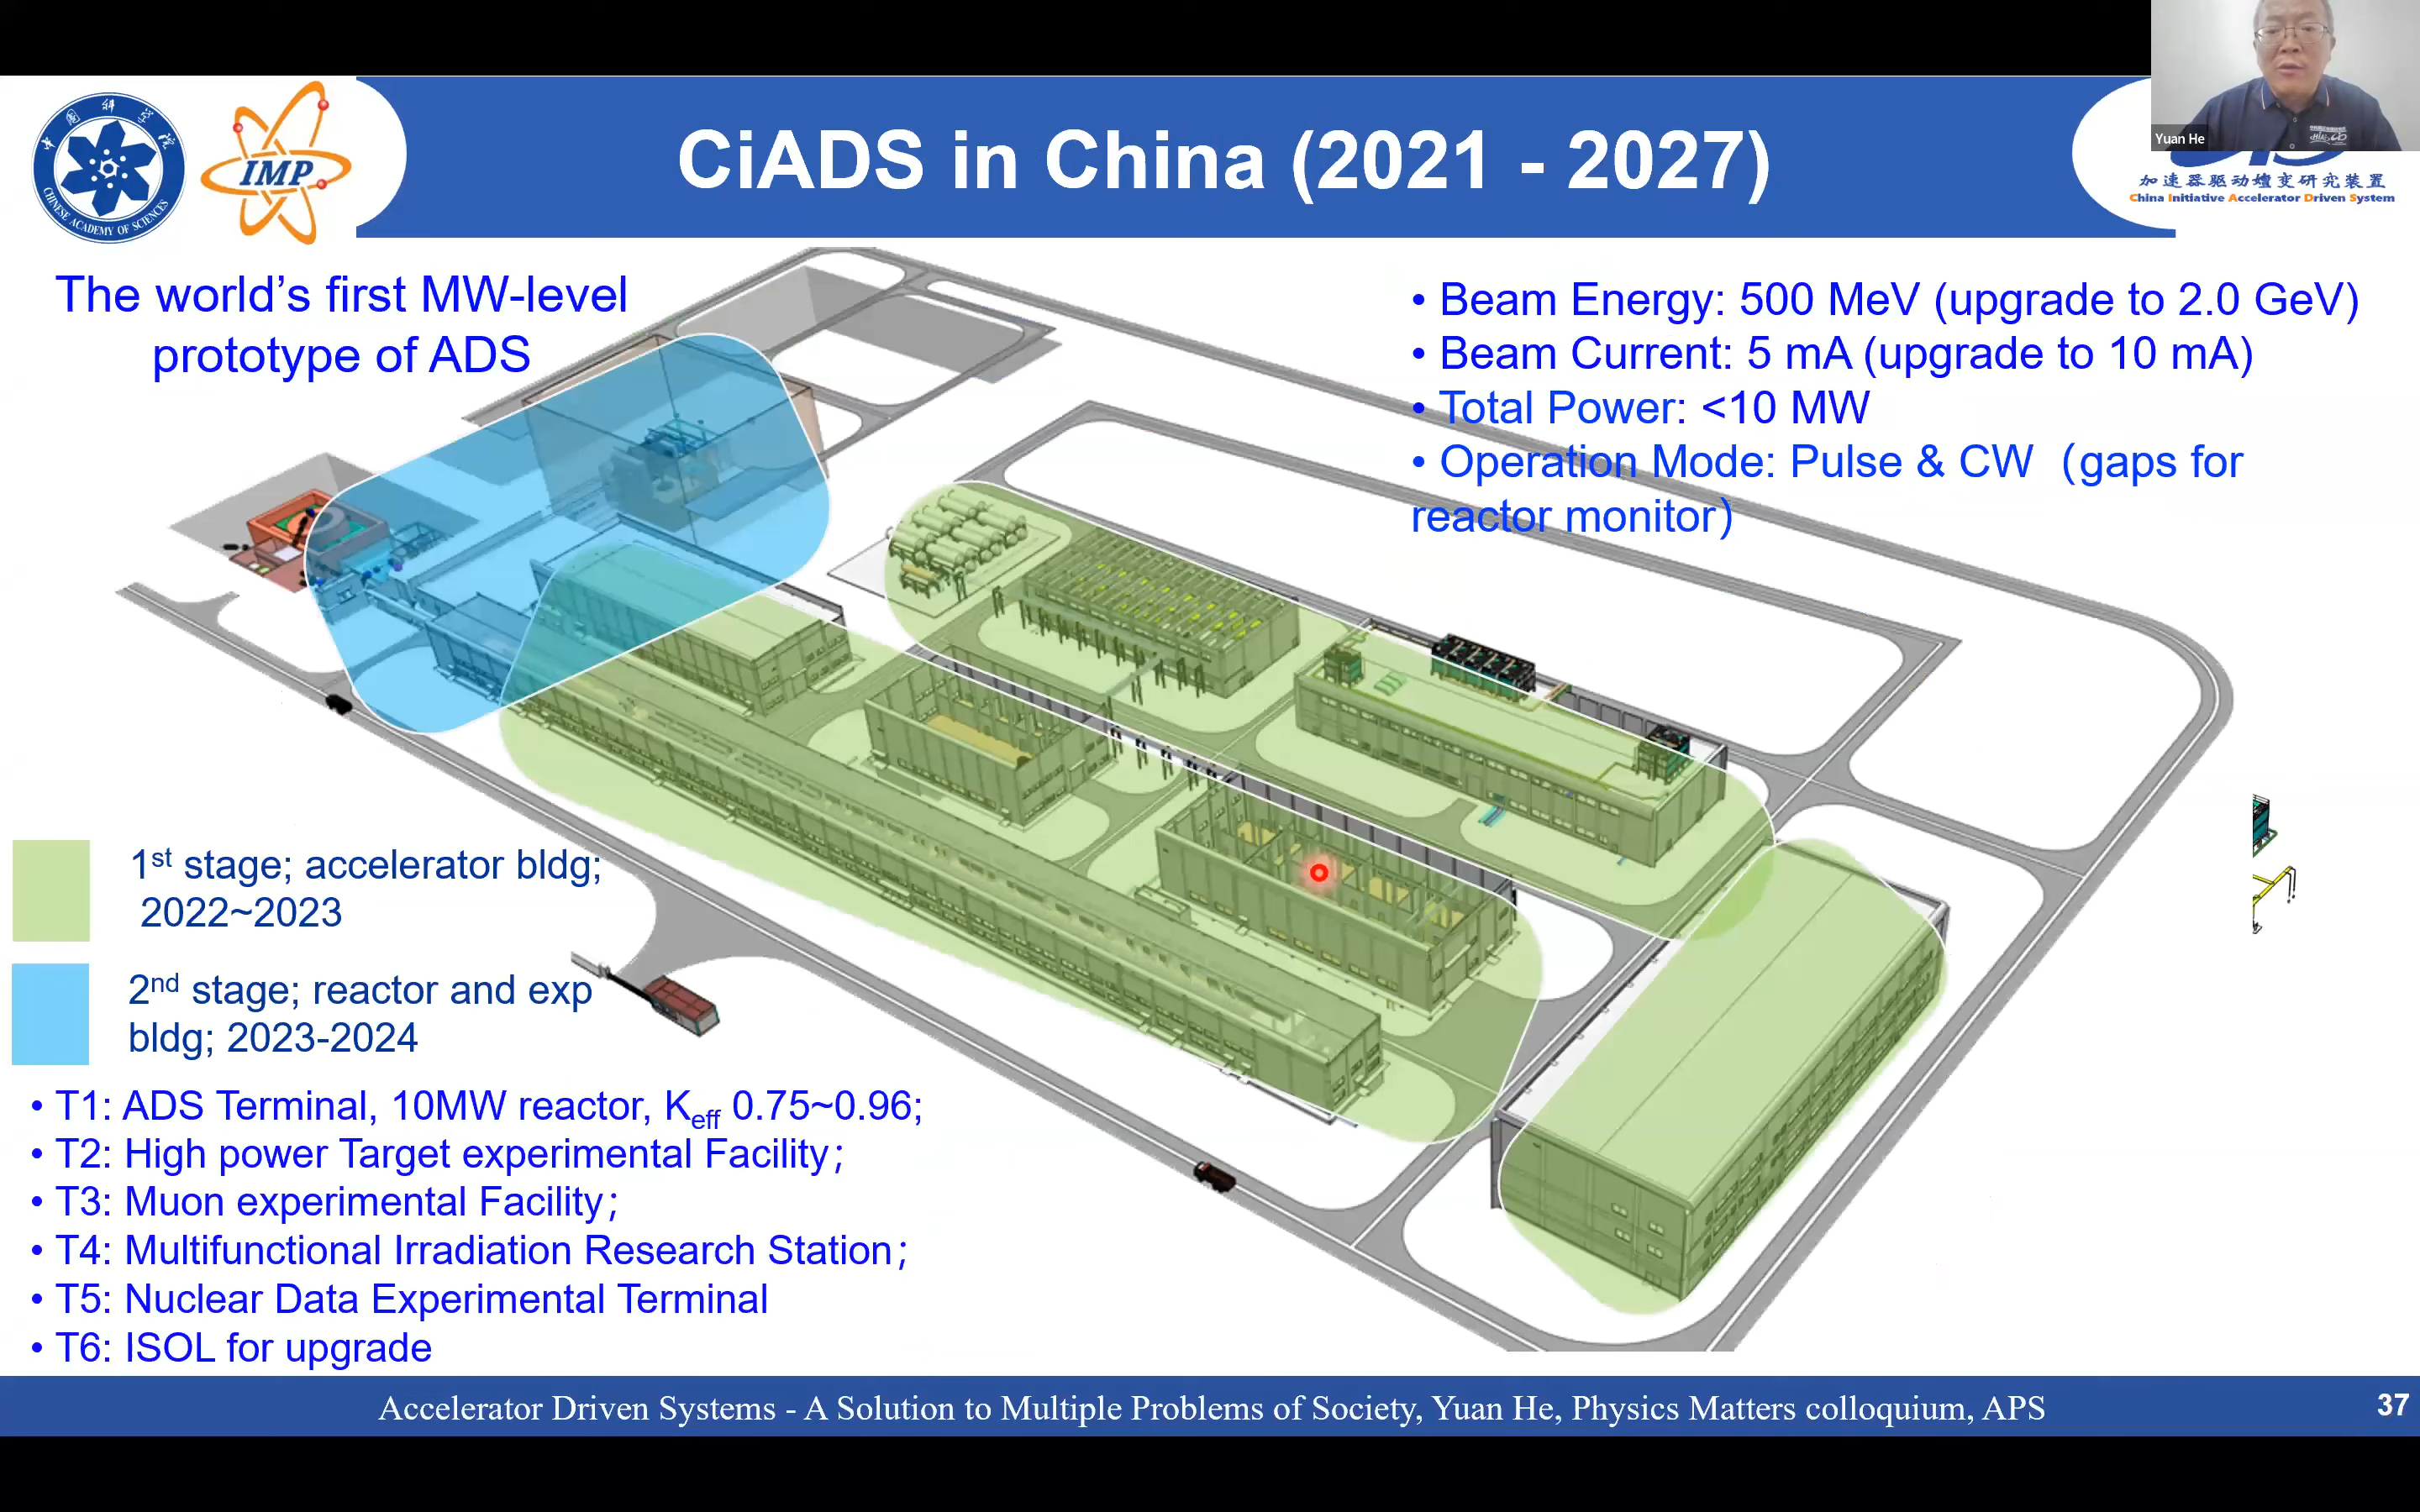 CiADS in China (2021 - 2027)
中国科学院
CHINESE ACADEMY OF SCIENCES
IMP
Yuan He
加速器驱动嬗变研究装置
China Initiative Accelerator Driven System
The world's first MW-level
prototype of ADS
• Beam Energy: 500 MeV (upgrade to 2.0 GeV)
• Beam Current: 5 mA (upgrade to 10 mA)
• Total Power: <10 MW
• Operation Mode: Pulse & CW（gaps for
reactor monitor）
1st stage; accelerator bldg;
2022~2023
2nd stage; reactor and exp
bldg; 2023-2024
• T1: ADS Terminal, 10MW reactor, Keff 0.75~0.96;
• T2: High power Target experimental Facility；
• T3: Muon experimental Facility；
• T4: Multifunctional Irradiation Research Station；
• T5: Nuclear Data Experimental Terminal
• T6: ISOL for upgrade
Accelerator Driven Systems - A Solution to Multiple Problems of Society, Yuan He, Physics Matters colloquium, APS
37